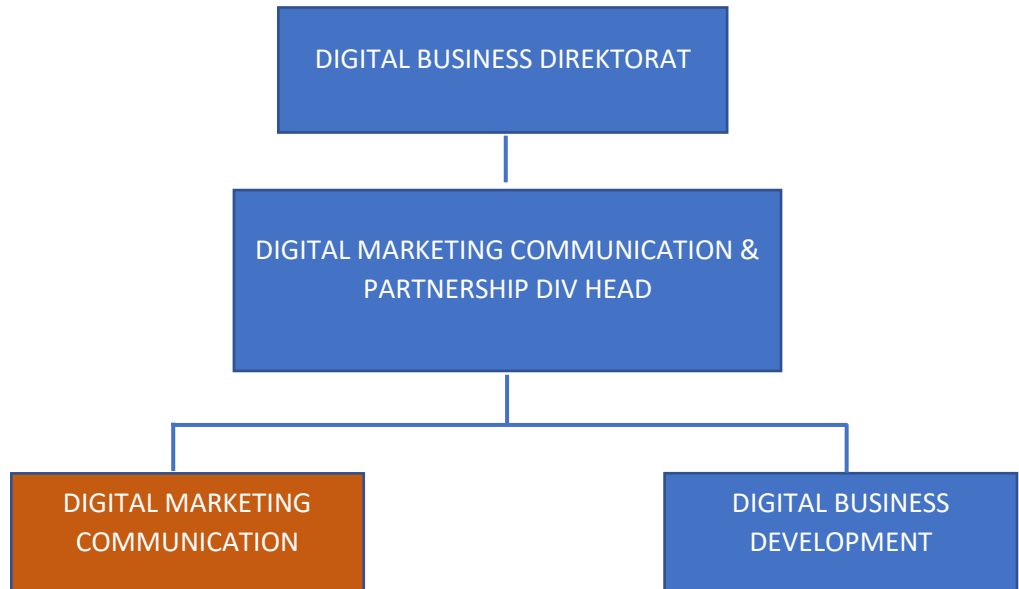 DIGITAL BUSINESS DIREKTORAT
DIGITAL MARKETING COMMUNICATION &
PARTNERSHIP DIV HEAD
DIGITAL MARKETING
COMMUNICATION
DIGITAL BUSINESS
DEVELOPMENT